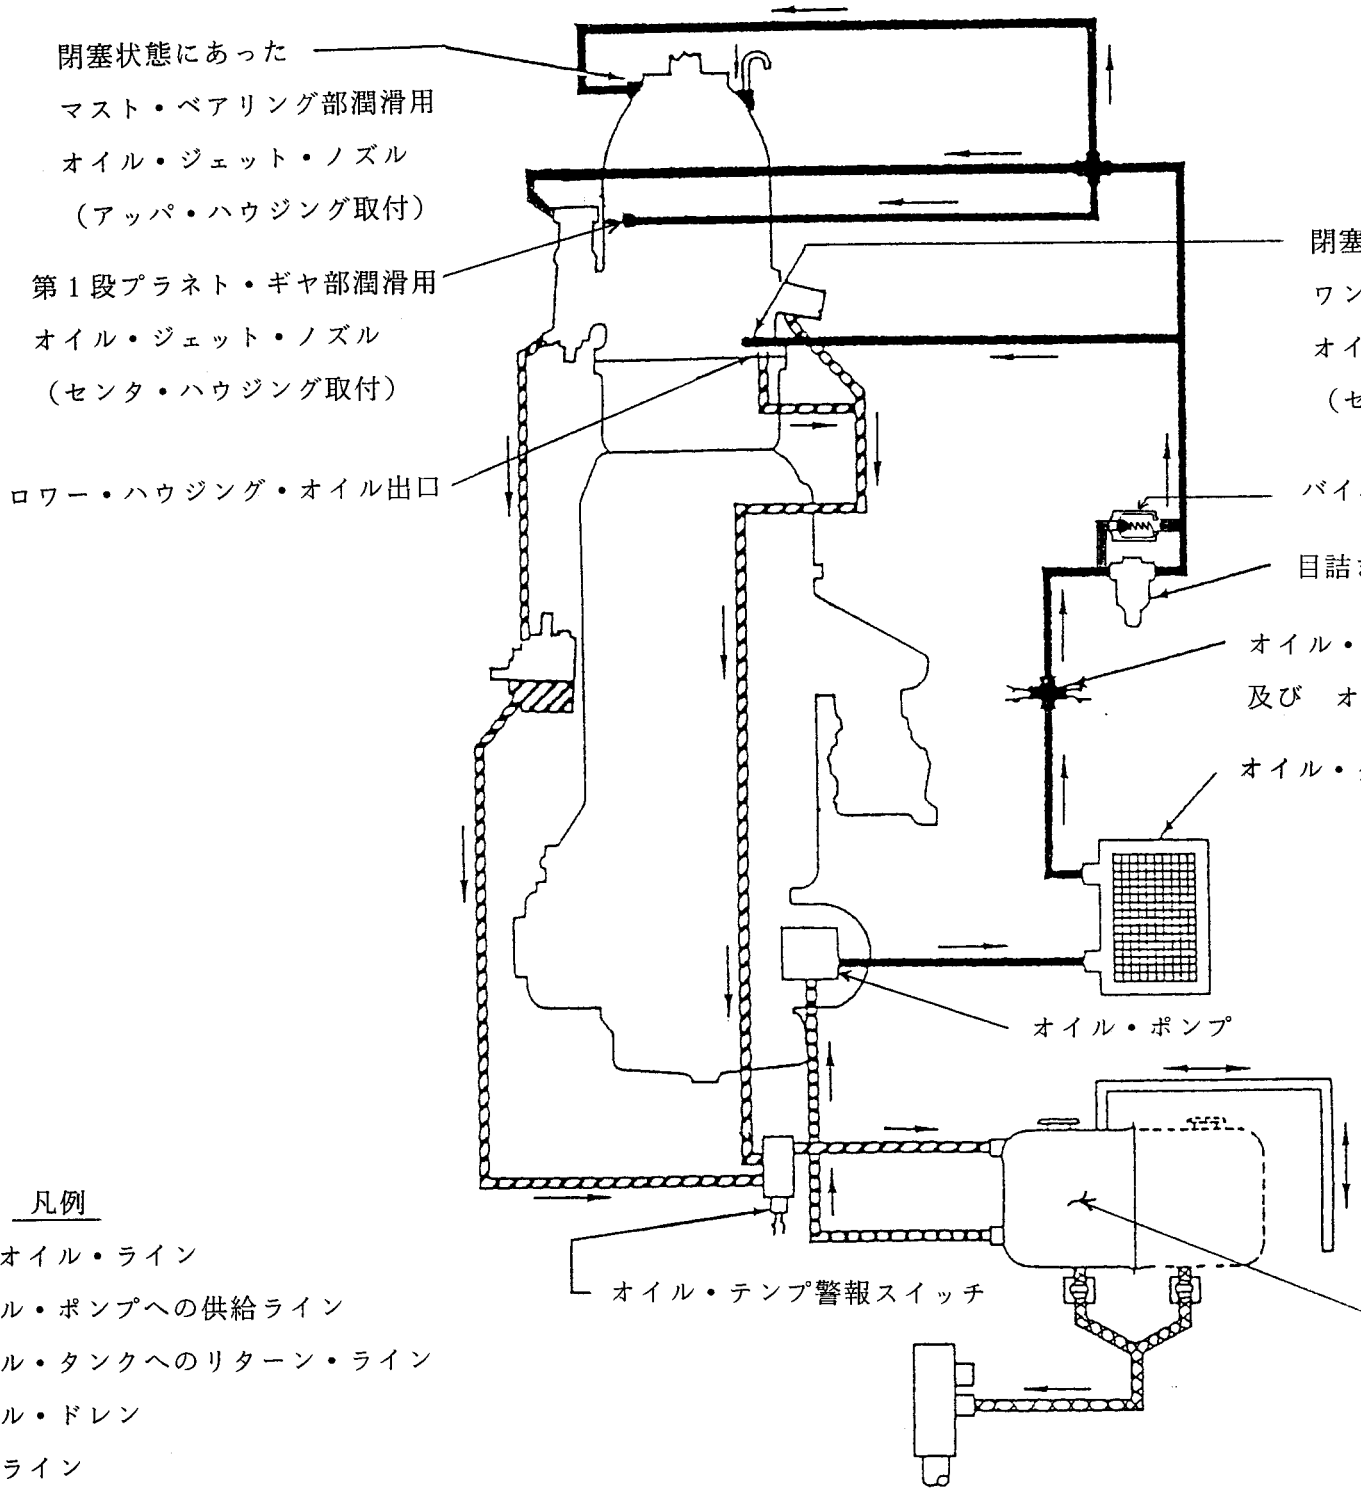 閉塞状態にあった
マスト・ベアリング部潤滑用
オイル・ジェット・ノズル
（アッパ・ハウジング取付）
第1段プラネト・ギヤ部潤滑用
オイル・ジェット・ノズル
（センタ・ハウジング取付）
ロワー・ハウジング・オイル出口
閉塞
ワン
オイ
（セ
バイ
目詰
オイル・
及び オ
オイル・
オイル・ポンプ
オイル・テンプ警報スイッチ
凡例
オイル・ライン
ル・ポンプへの供給ライン
ル・タンクへのリターン・ライン
ル・ドレン
ライン